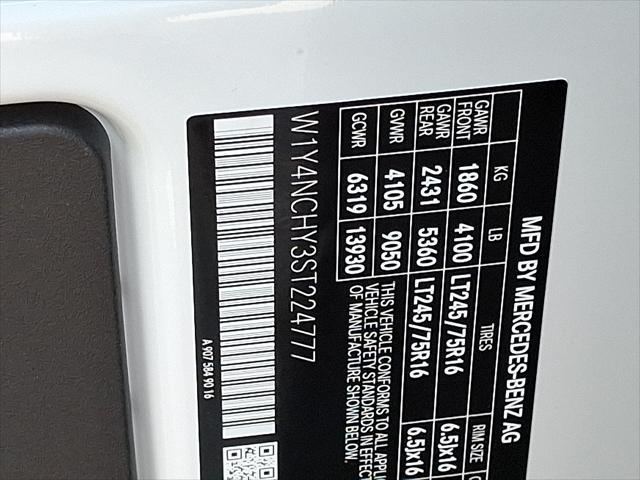 MFD BY MERCEDES-BENZ AG
KG LB TIRES RIM SIZE
GAWR FRONT 1860 4100 LT245/75R16 6.5Jx16
GAWR REAR 2431 5360 LT245/75R16 6.5Jx16
GVWR 4105 9050
GCWR 6319 13930
THIS VEHICLE CONFORMS TO ALL
VEHICLE SAFETY STANDARDS IN EFFECT
OF MANUFACTURE SHOWN ABOVE.
W1Y4NCHY3ST224777
A 907 584 90 16